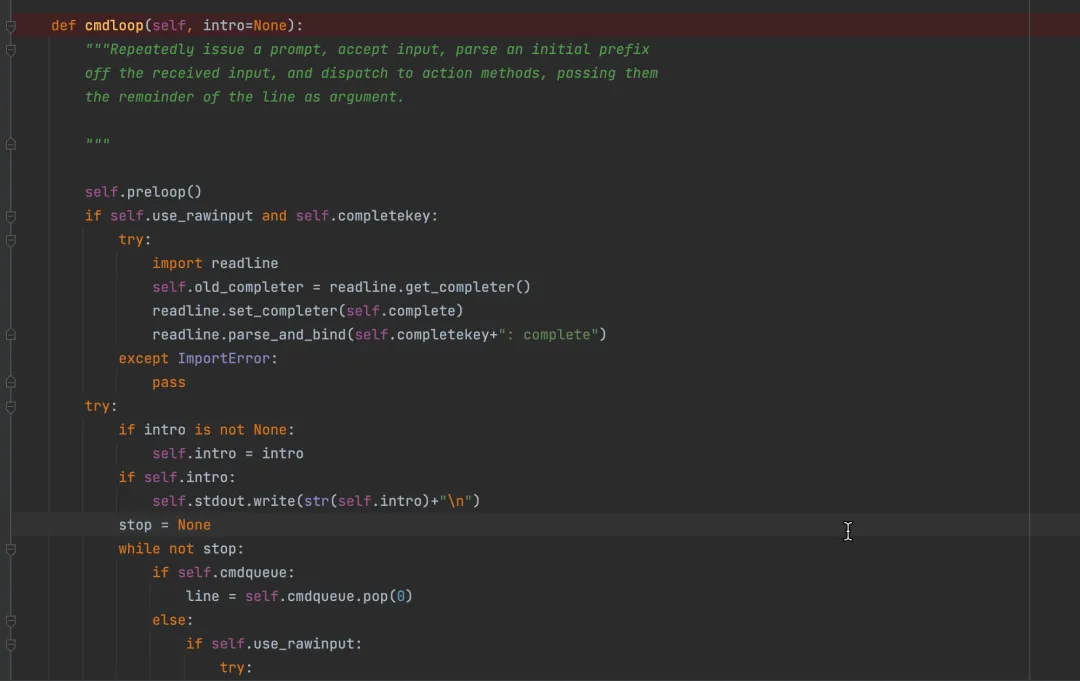 def cmdloop(self, intro=None):
    """Repeatedly issue a prompt, accept input, parse an initial prefix
    off the received input, and dispatch to action methods, passing them
    the remainder of the line as argument.

    """

    self.preloop()
    if self.use_rawinput and self.completekey:
        try:
            import readline
            self.old_completer = readline.get_completer()
            readline.set_completer(self.complete)
            readline.parse_and_bind(self.completekey+": complete")
        except ImportError:
            pass
    try:
        if intro is not None:
            self.intro = intro
        if self.intro:
            self.stdout.write(str(self.intro)+"\n")
        stop = None
        while not stop:
            if self.cmdqueue:
                line = self.cmdqueue.pop(0)
            else:
                if self.use_rawinput:
                    try: